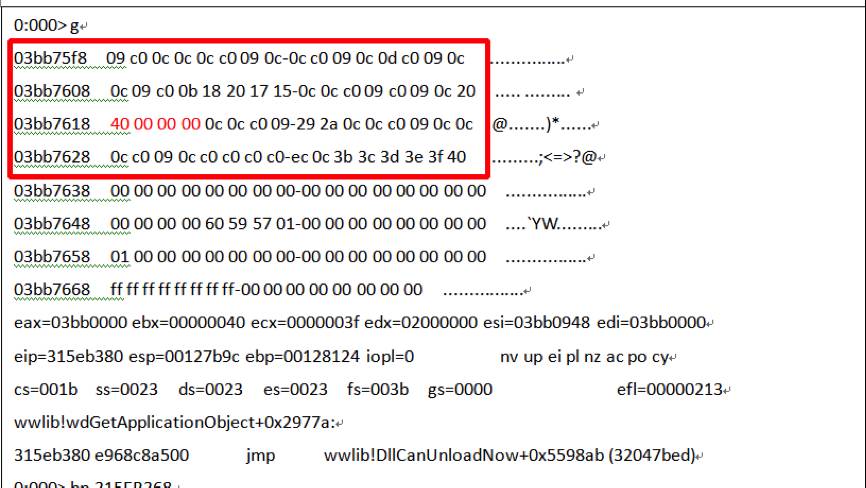 0:000> g↵
03bb75f8 09 c0 0c 0c 0c c0 09 0c-0c c0 09 0c 0d c0 09 0c ...............↵
03bb7608 0c 09 c0 0b 18 20 17 15-0c 0c c0 09 c0 09 0c 20 ..... ......... ↵
03bb7618 40 00 00 00 0c 0c c0 09-29 2a 0c 0c c0 09 0c 0c @.......)*......↵
03bb7628 0c c0 09 0c c0 c0 c0 c0-ec 0c 3b 3c 3d 3e 3f 40 .........;<=>?@↵
03bb7638 00 00 00 00 00 00 00 00-00 00 00 00 00 00 00 00 ................↵
03bb7648 00 00 00 00 60 59 57 01-00 00 00 00 00 00 00 00 ....`YW.........↵
03bb7658 01 00 00 00 00 00 00 00-00 00 00 00 00 00 00 00 ................↵
03bb7668 ff ff ff ff ff ff ff ff-00 00 00 00 00 00 00 00 ................↵
eax=03bb0000 ebx=00000040 ecx=0000003f edx=02000000 esi=03bb0948 edi=03bb0000↵
eip=315eb380 esp=00127b9c ebp=00128124 iopl=0 nv up ei pl nz ac po cy↵
cs=001b ss=0023 ds=0023 es=0023 fs=003b gs=0000 efl=00000213↵
wwlib!wdGetApplicationObject+0x2977a:↵
315eb380 e968c8a500 jmp wwlib!DllCanUnloadNow+0x5598ab (32047bed)↵
0:000> bp 315EB268↵